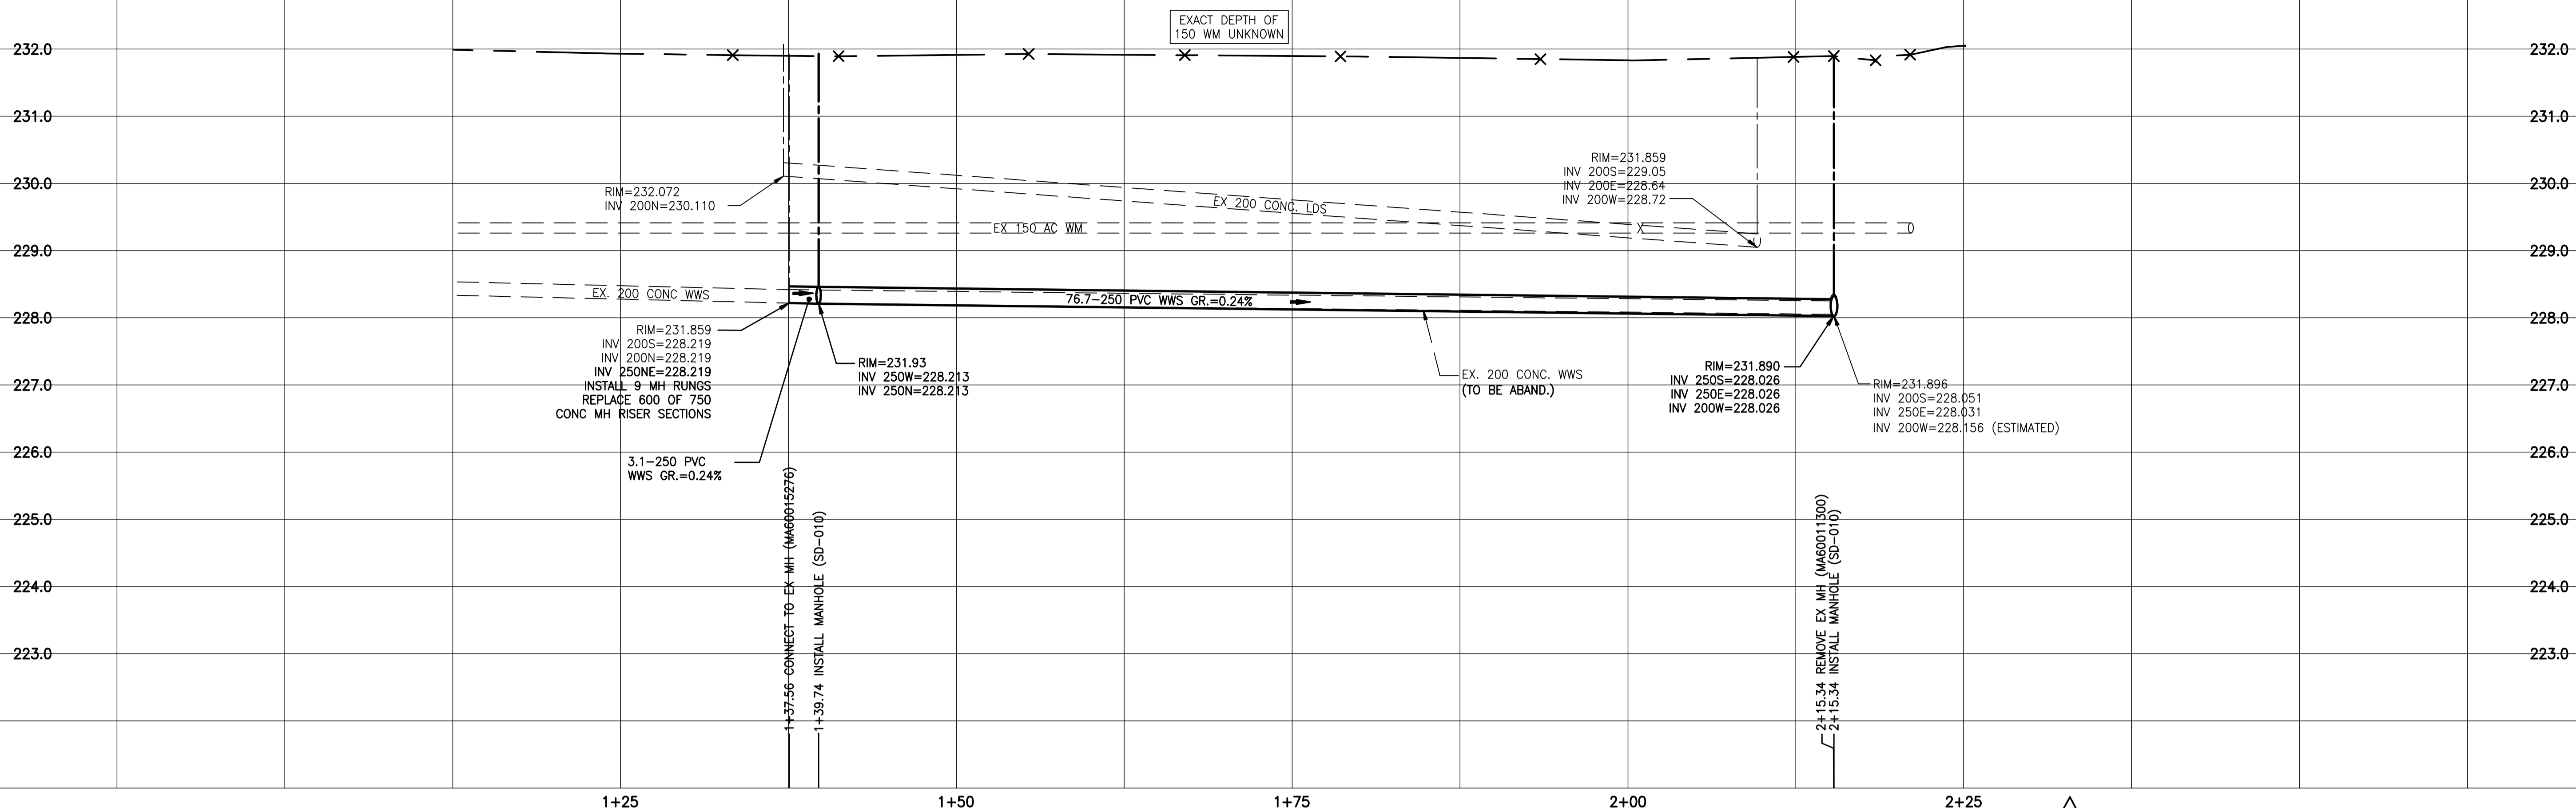 EXACT DEPTH OF
150 WM UNKNOWN
232.0
232.0
231.0
231.0
230.0
230.0
229.0
229.0
228.0
228.0
227.0
227.0
226.0
226.0
225.0
225.0
224.0
224.0
223.0
223.0
RIM=232.072
INV 200N=230.110
EX 200 CONC. LDS
EX 150 AC WM
RIM=231.859
INV 200S=229.05
INV 200E=228.64
INV 200W=228.72
EX. 200 CONC WWS
76.7-250 PVC WWS GR.=0.24%
RIM=231.859
INV 200S=228.219
INV 200N=228.219
INV 250NE=228.219
INSTALL 9 MH RUNGS
REPLACE 600 OF 750
CONC MH RISER SECTIONS
RIM=231.93
INV 250W=228.213
INV 250N=228.213
EX. 200 CONC. WWS
(TO BE ABAND.)
RIM=231.890
INV 250S=228.026
INV 250E=228.026
INV 200W=228.026
RIM=231.896
INV 200S=228.051
INV 250E=228.031
INV 200W=228.156 (ESTIMATED)
3.1-250 PVC
WWS GR.=0.24%
1+37.56 CONNECT TO EX MH (MA60015276)
1+39.74 INSTALL MANHOLE (SD-010)
2+15.34 REMOVE EX MH (MA60011300)
2+15.34 INSTALL MANHOLE (SD-010)
1+25
1+50
1+75
2+00
2+25